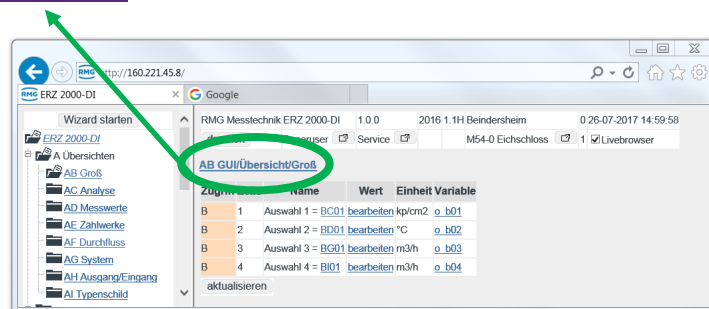 RMG http://160.221.45.8/
RMG ERZ 2000-DI × G Google
Wizard starten
ERZ 2000-DI
A Übersichten
AB Groß
AC Analyse
AD Messwerte
AE Zählwerke
AF Durchfluss
AG System
AH Ausgang/Eingang
AI Typenschild
RMG Messtechnik ERZ 2000-DI 1.0.0 2016 1.1H Beindersheim 0 26-07-2017 14:59:58
Service M54-0 Eichschloss 1 Livebrowser
AB GUI/Übersicht/Groß
Name Wert Einheit Variable
B 1 Auswahl 1 = BC01 bearbeiten kp/cm2 o_b01
B 2 Auswahl 2 = BD01 bearbeiten °C o_b02
B 3 Auswahl 3 = BG01 bearbeiten m3/h o_b03
B 4 Auswahl 4 = BI01 bearbeiten m3/h o_b04
aktualisieren